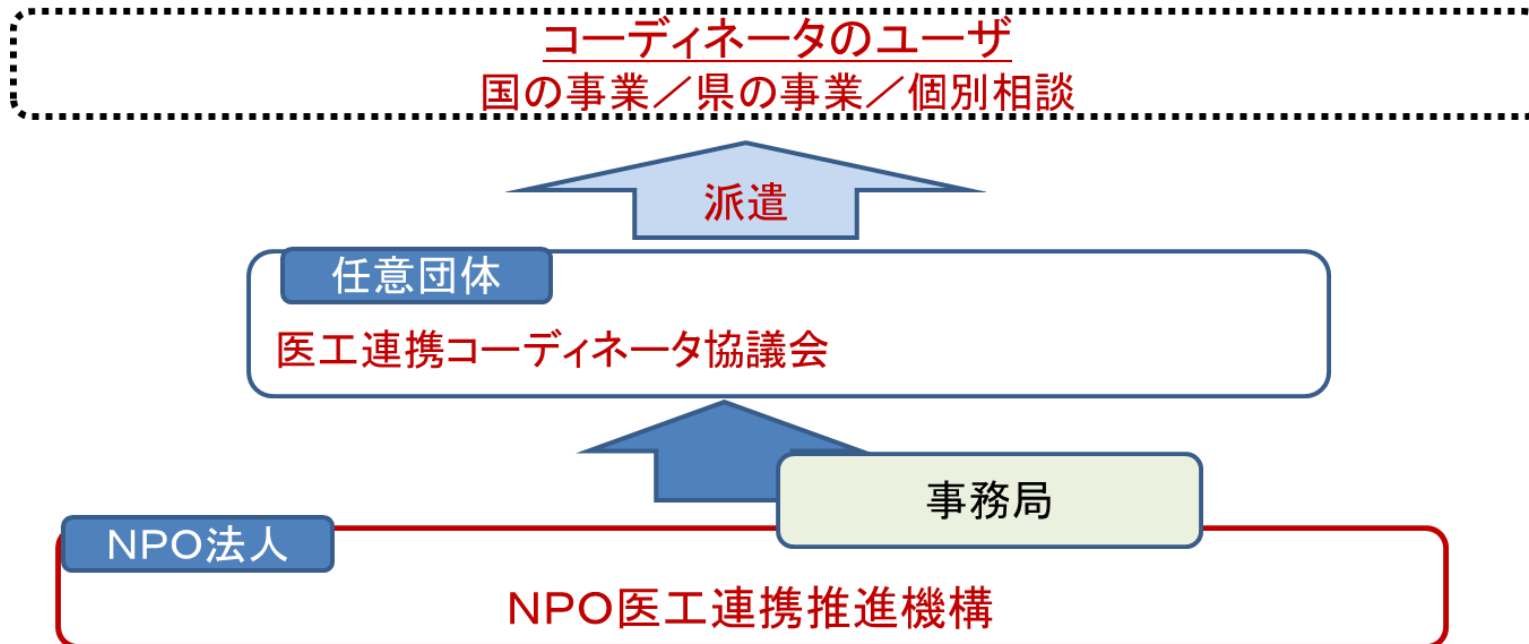 コーディネータのユーザ
国の事業／県の事業／個別相談
派遣
任意団体
医工連携コーディネータ協議会
事務局
NPO法人
NPO医工連携推進機構